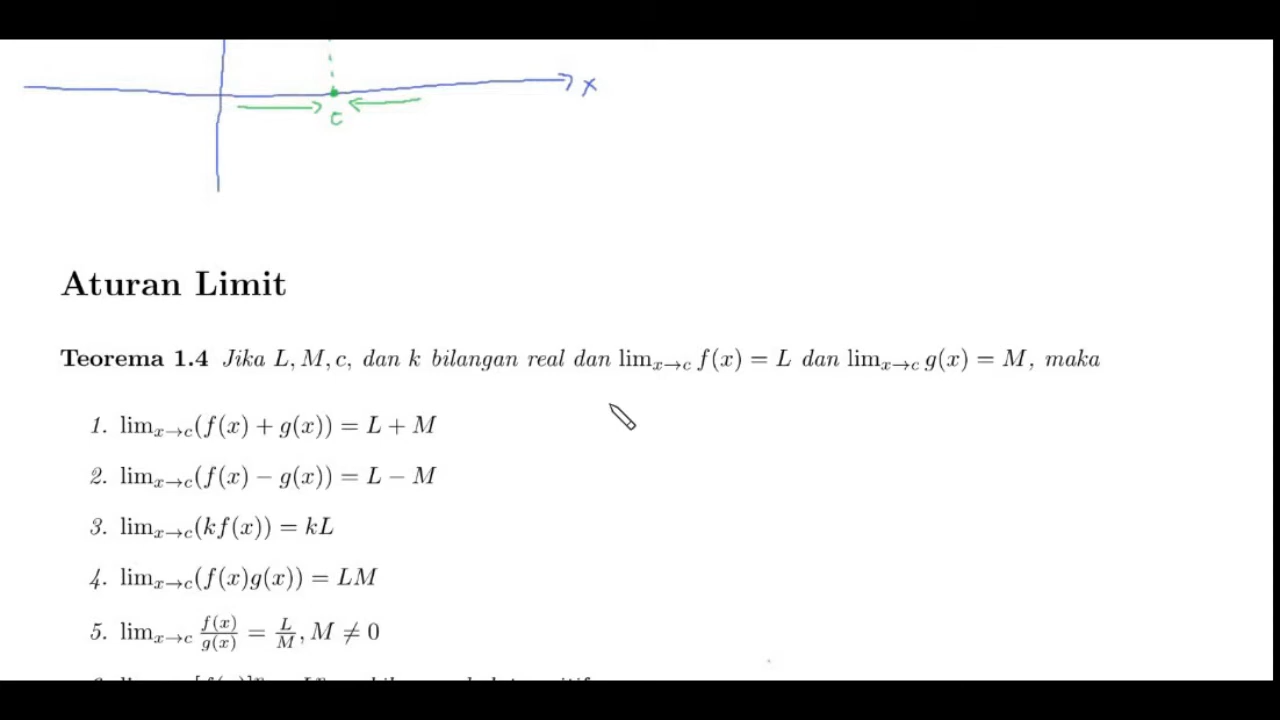 x
c
Aturan Limit
Teorema 1.4 Jika L, M, c, dan k bilangan real dan lim_{x→c} f(x) = L dan lim_{x→c} g(x) = M, maka
1. lim_{x→c}(f(x) + g(x)) = L + M
2. lim_{x→c}(f(x) − g(x)) = L − M
3. lim_{x→c}(kf(x)) = kL
4. lim_{x→c}(f(x)g(x)) = LM
5. lim_{x→c} f(x)/g(x) = L/M, M ≠ 0